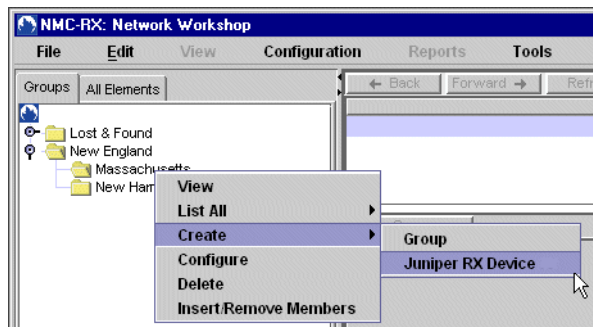 NMC-RX: Network Workshop
File Edit View Configuration Reports Tools
Groups All Elements
Back Forward
Lost & Found
New England
Massachusetts
New
View
List All
Create
Group
Configure
Juniper RX Device
Delete
Insert/Remove Members